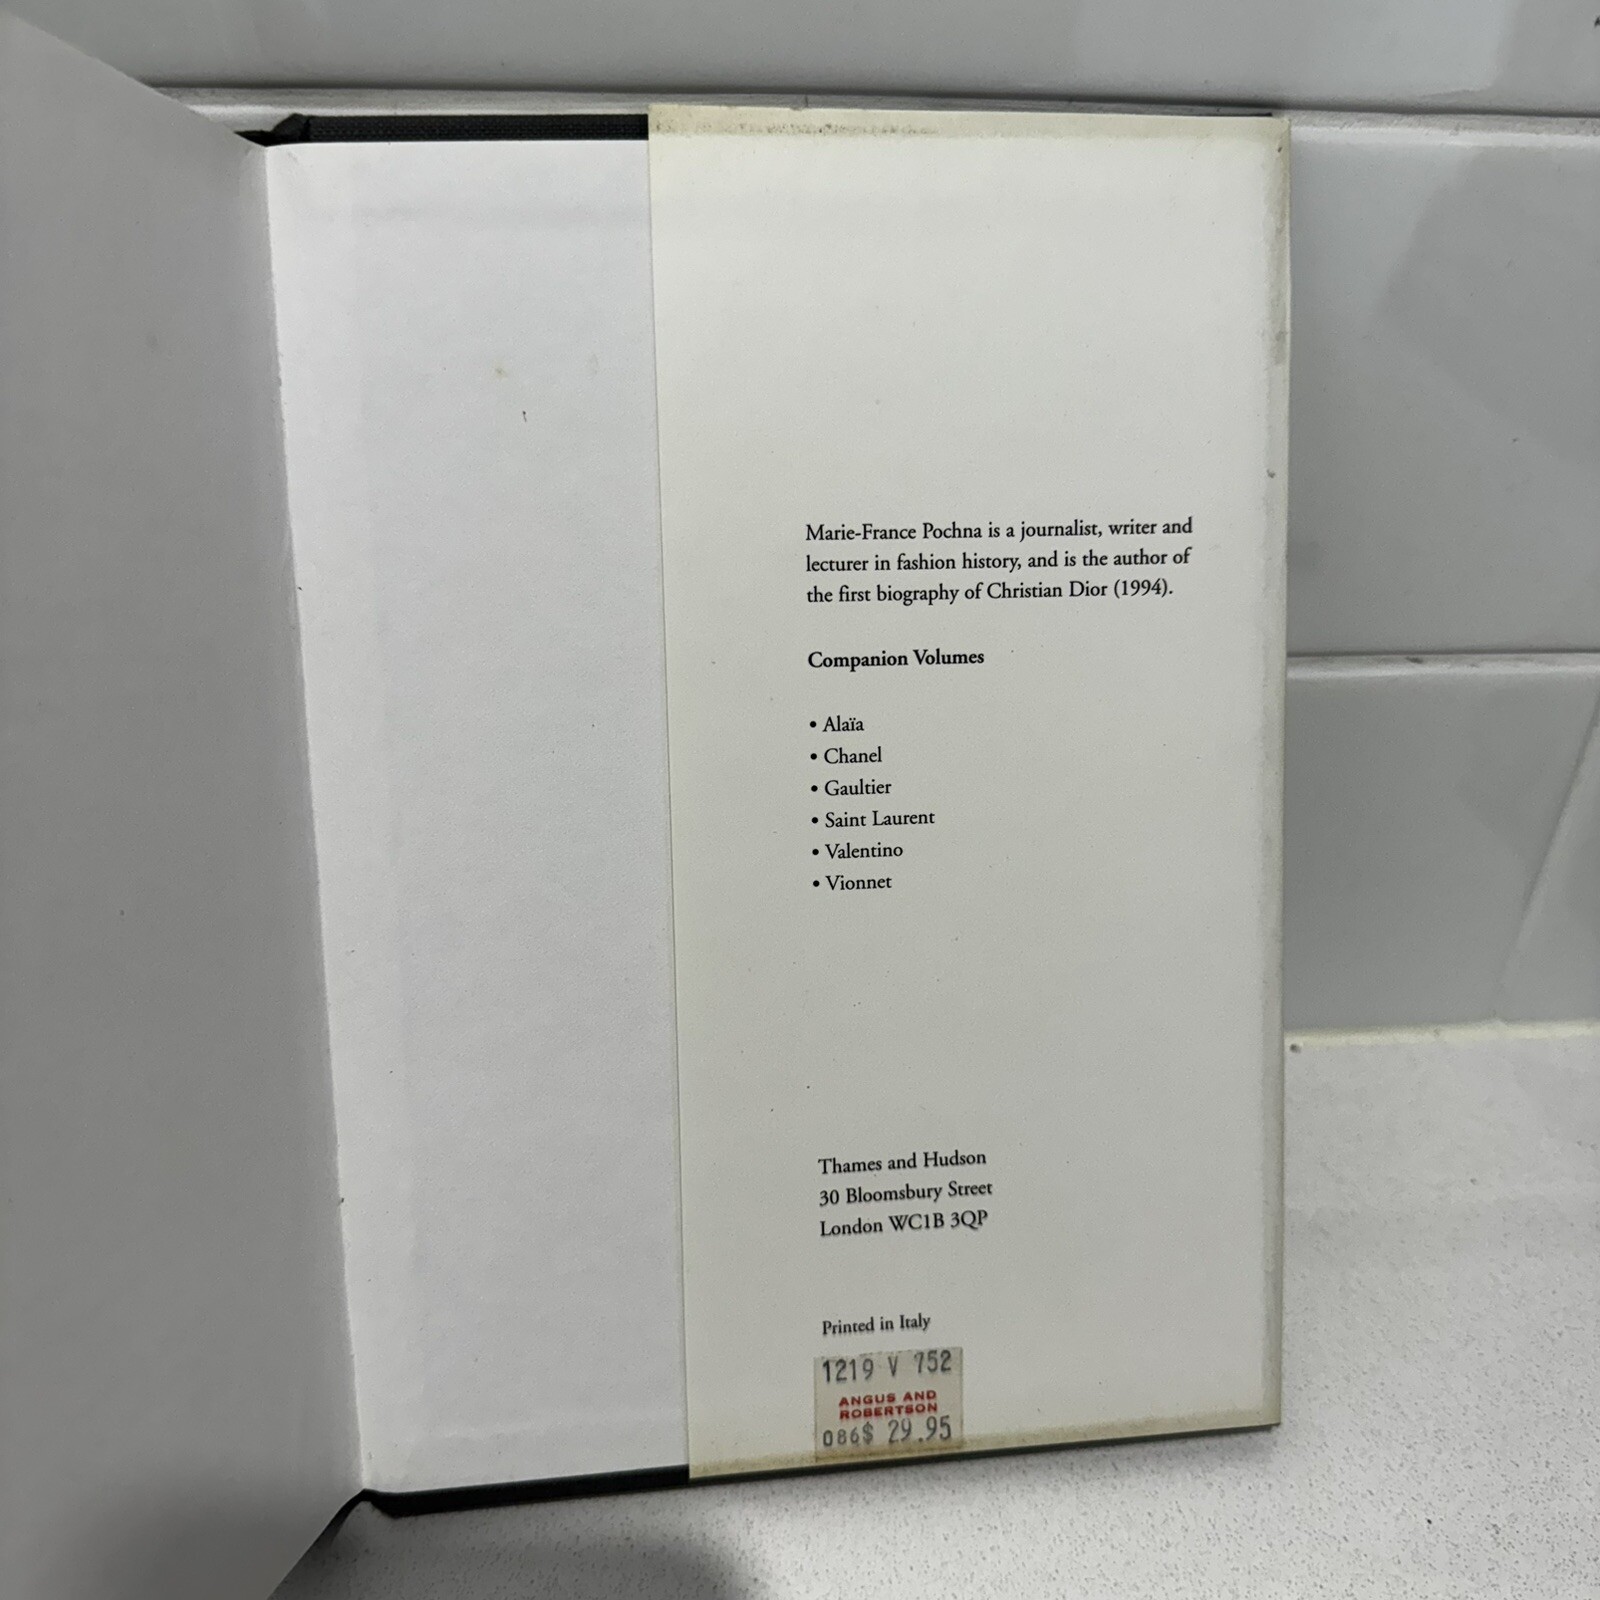 Marie-France Pochna is a journalist, writer and
lecturer in fashion history, and is the author of
the first biography of Christian Dior (1994).
Companion Volumes
• Alaïa
• Chanel
• Gaultier
• Saint Laurent
• Valentino
• Vionnet
Thames and Hudson
30 Bloomsbury Street
London WC1B 3QP
Printed in Italy
1219 V 752
ANGUS AND
ROBERTSON
086$ 29.95